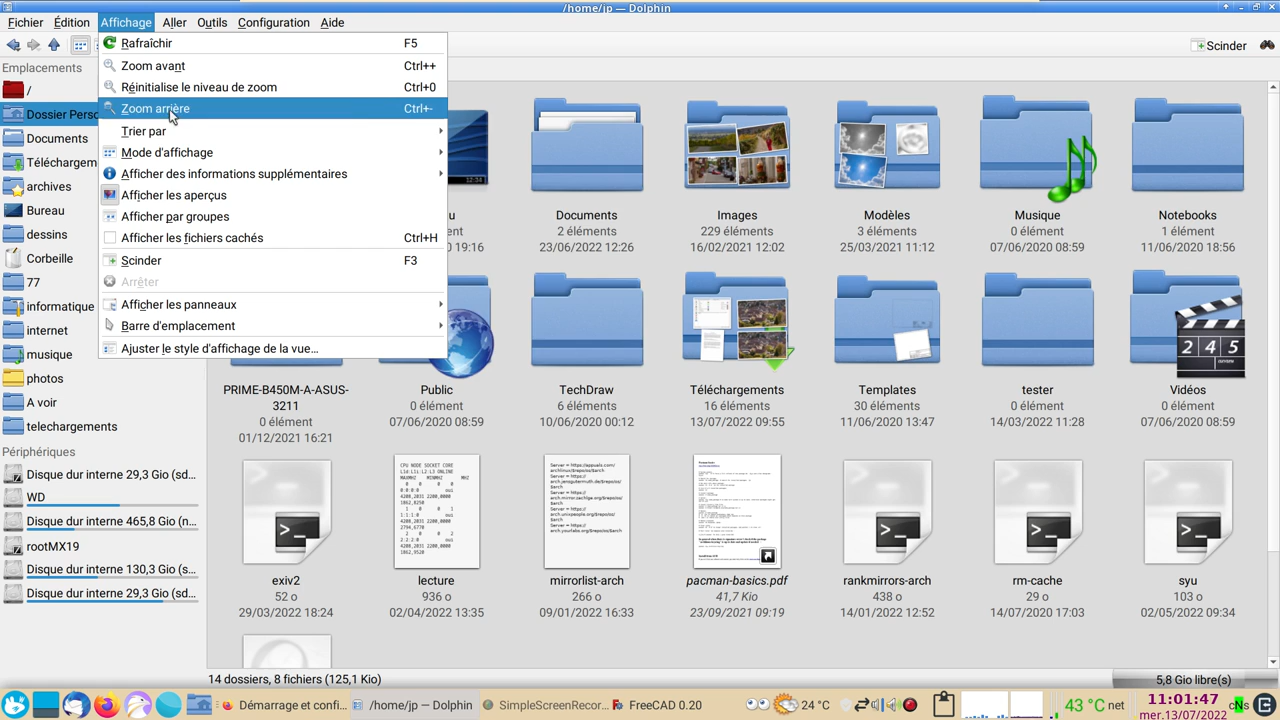 /home/jp — Dolphin
Fichier Édition Affichage Aller Outils Configuration Aide
Scinder
Emplacements
/
Dossier Perso
Documents
Téléchargem
archives
Bureau
dessins
Corbeille
77
informatique
internet
musique
photos
A voir
telechargements
Périphériques
Disque dur interne 29,3 Gio (sd...
WD
Disque dur interne 465,8 Gio (n...
rootMX19
Disque dur interne 130,3 Gio (s...
Disque dur interne 29,3 Gio (sd...
Rafraîchir F5
Zoom avant Ctrl++
Réinitialise le niveau de zoom Ctrl+0
Zoom arrière Ctrl+-
Trier par
Mode d'affichage
Afficher des informations supplémentaires
Afficher les aperçus
Afficher par groupes
Afficher les fichiers cachés Ctrl+H
Scinder F3
Arrêter
Afficher les panneaux
Barre d'emplacement
Ajuster le style d'affichage de la vue...
12:34
u Documents Images Modèles Musique Notebooks
2 éléments 229 éléments 3 éléments 0 élément 1 élément
19:16 23/06/2022 12:26 16/02/2021 12:02 25/03/2021 11:12 07/06/2020 08:59 11/06/2020 18:56
2 4 5
PRIME-B450M-A-ASUS-3211 Public TechDraw Téléchargements Templates tester Vidéos
0 élément 0 élément 6 éléments 16 éléments 30 éléments 0 élément 0 élément
01/12/2021 16:21 07/06/2020 08:59 10/06/2020 00:12 13/07/2022 09:55 11/06/2020 13:47 14/03/2022 11:28 07/06/2020 08:59
CPU NODE SOCKET CORE
exiv2 lecture mirrorlist-arch pacman-basics.pdf rankmirrors-arch rm-cache syu
52 o 936 o 266 o 41,7 Kio 438 o 29 o 103 o
29/03/2022 18:24 02/04/2022 13:35 09/01/2022 16:33 23/09/2021 09:19 14/01/2022 12:52 14/07/2020 17:03 02/05/2022 09:34
14 dossiers, 8 fichiers (125,1 Kio) 5,8 Gio libre(s)
Démarrage et confi... /home/jp — Dolphin SimpleScreenRecor... FreeCAD 0.20 24 °C 43 °C net 11:01:47
mer.13/07/2022